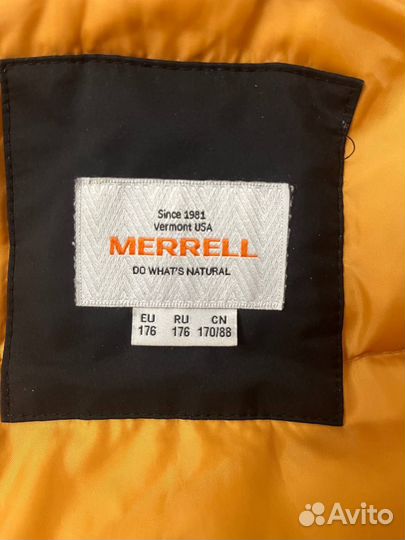 Since 1981
Vermont USA
MERRELL
DO WHAT'S NATURAL
EU RU CN
176 176 170/88
Avito